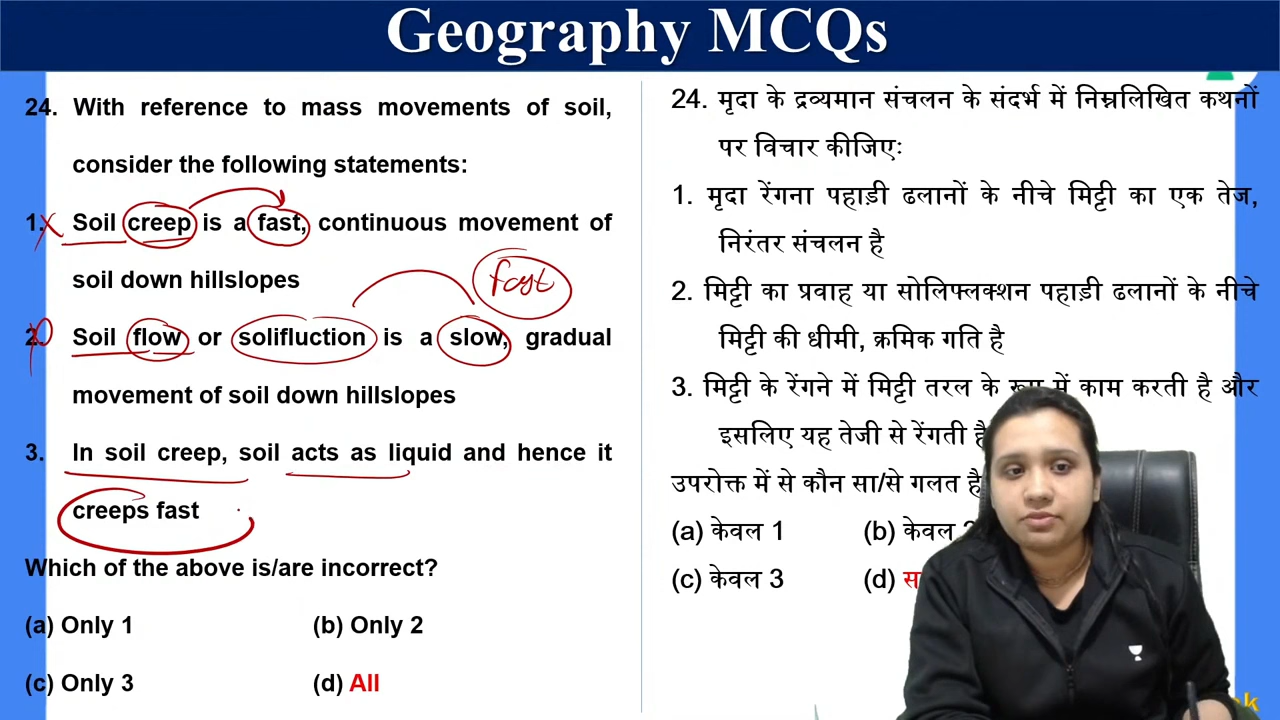 Geography MCQs
24. With reference to mass movements of soil,
consider the following statements:
1. Soil creep is a fast, continuous movement of
soil down hillslopes
fast
2. Soil flow or solifluction is a slow, gradual
movement of soil down hillslopes
3. In soil creep, soil acts as liquid and hence it
creeps fast
Which of the above is/are incorrect?
(a) Only 1 (b) Only 2
(c) Only 3 (d) All
24. मृदा के द्रव्यमान संचलन के संदर्भ में निम्नलिखित कथनों
पर विचार कीजिएः
1. मृदा रेंगना पहाड़ी ढलानों के नीचे मिट्टी का एक तेज,
निरंतर संचलन है
2. मिट्टी का प्रवाह या सोलिफ्लक्शन पहाड़ी ढलानों के नीचे
मिट्टी की धीमी, क्रमिक गति है
3. मिट्टी के रेंगने में मिट्टी तरल के रूप में काम करती है और
इसलिए यह तेजी से रेंगती है
उपरोक्त में से कौन सा/से गलत है
(a) केवल 1 (b) केवल
(c) केवल 3 (d)